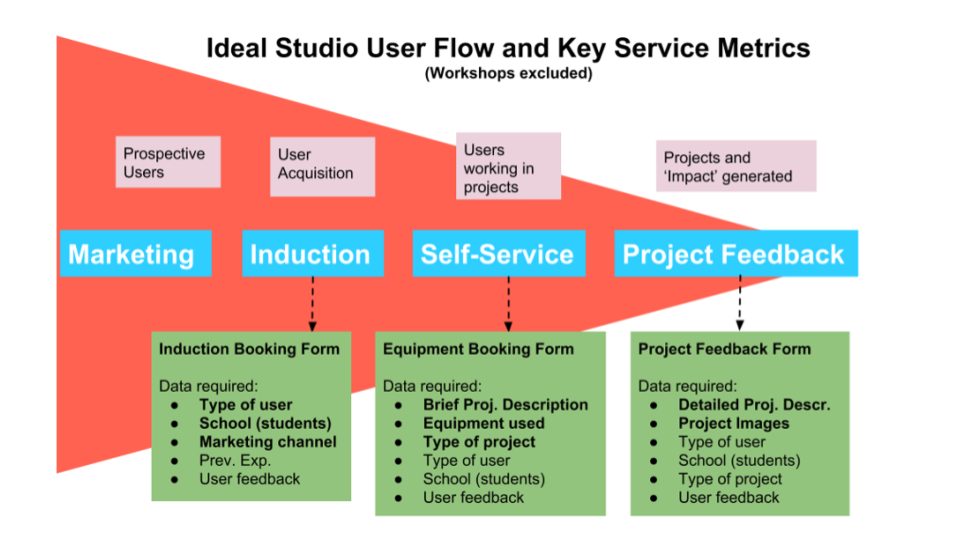 Ideal Studio User Flow and Key Service Metrics
(Workshops excluded)
Prospective
Users
User
Acquisition
Users
working in
projects
Projects and
‘Impact’ generated
Marketing
Induction
Self-Service
Project Feedback
Induction Booking Form
Data required:
● Type of user
● School (students)
● Marketing channel
● Prev. Exp.
● User feedback
Equipment Booking Form
Data required:
● Brief Proj. Description
● Equipment used
● Type of project
● Type of user
● School (students)
● User feedback
Project Feedback Form
Data required:
● Detailed Proj. Descr.
● Project Images
● Type of user
● School (students)
● Type of project
● User feedback